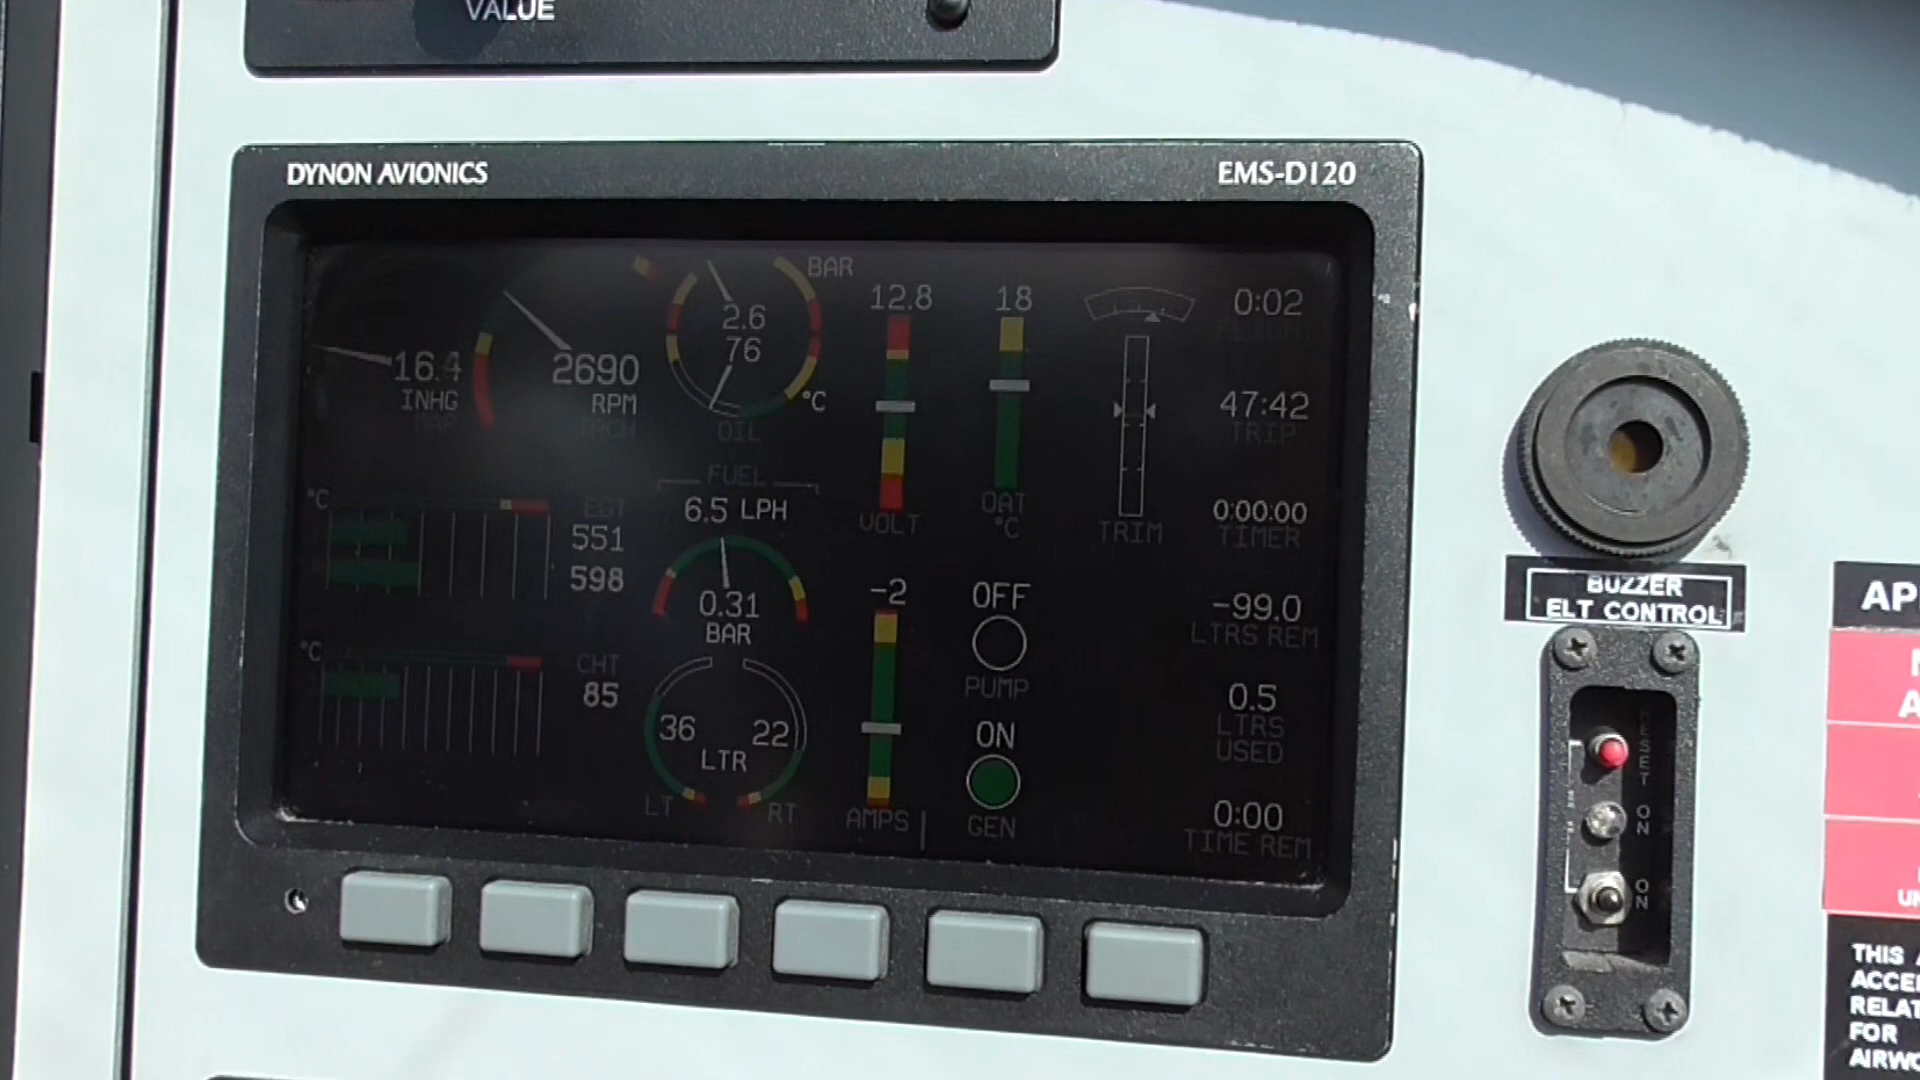 VALUE
DYNON AVIONICS
EMS-D120
16.4
INHG
MAP
2690
RPM
TACH
BAR
2.6
76
°C
OIL
12.8
VOLT
18
OAT
°C
TRIM
0:02
FLIGHT
47:42
TRIP
0:00:00
TIMER
-99.0
LTRS REM
0.5
LTRS
USED
0:00
TIME REM
°C
EGT
551
598
°C
CHT
85
FUEL
6.5 LPH
0.31
BAR
36
22
LTR
LT
RT
-2
AMPS
OFF
PUMP
ON
GEN
BUZZER
ELT CONTROL
RESET
ON
ON
THIS
FOR